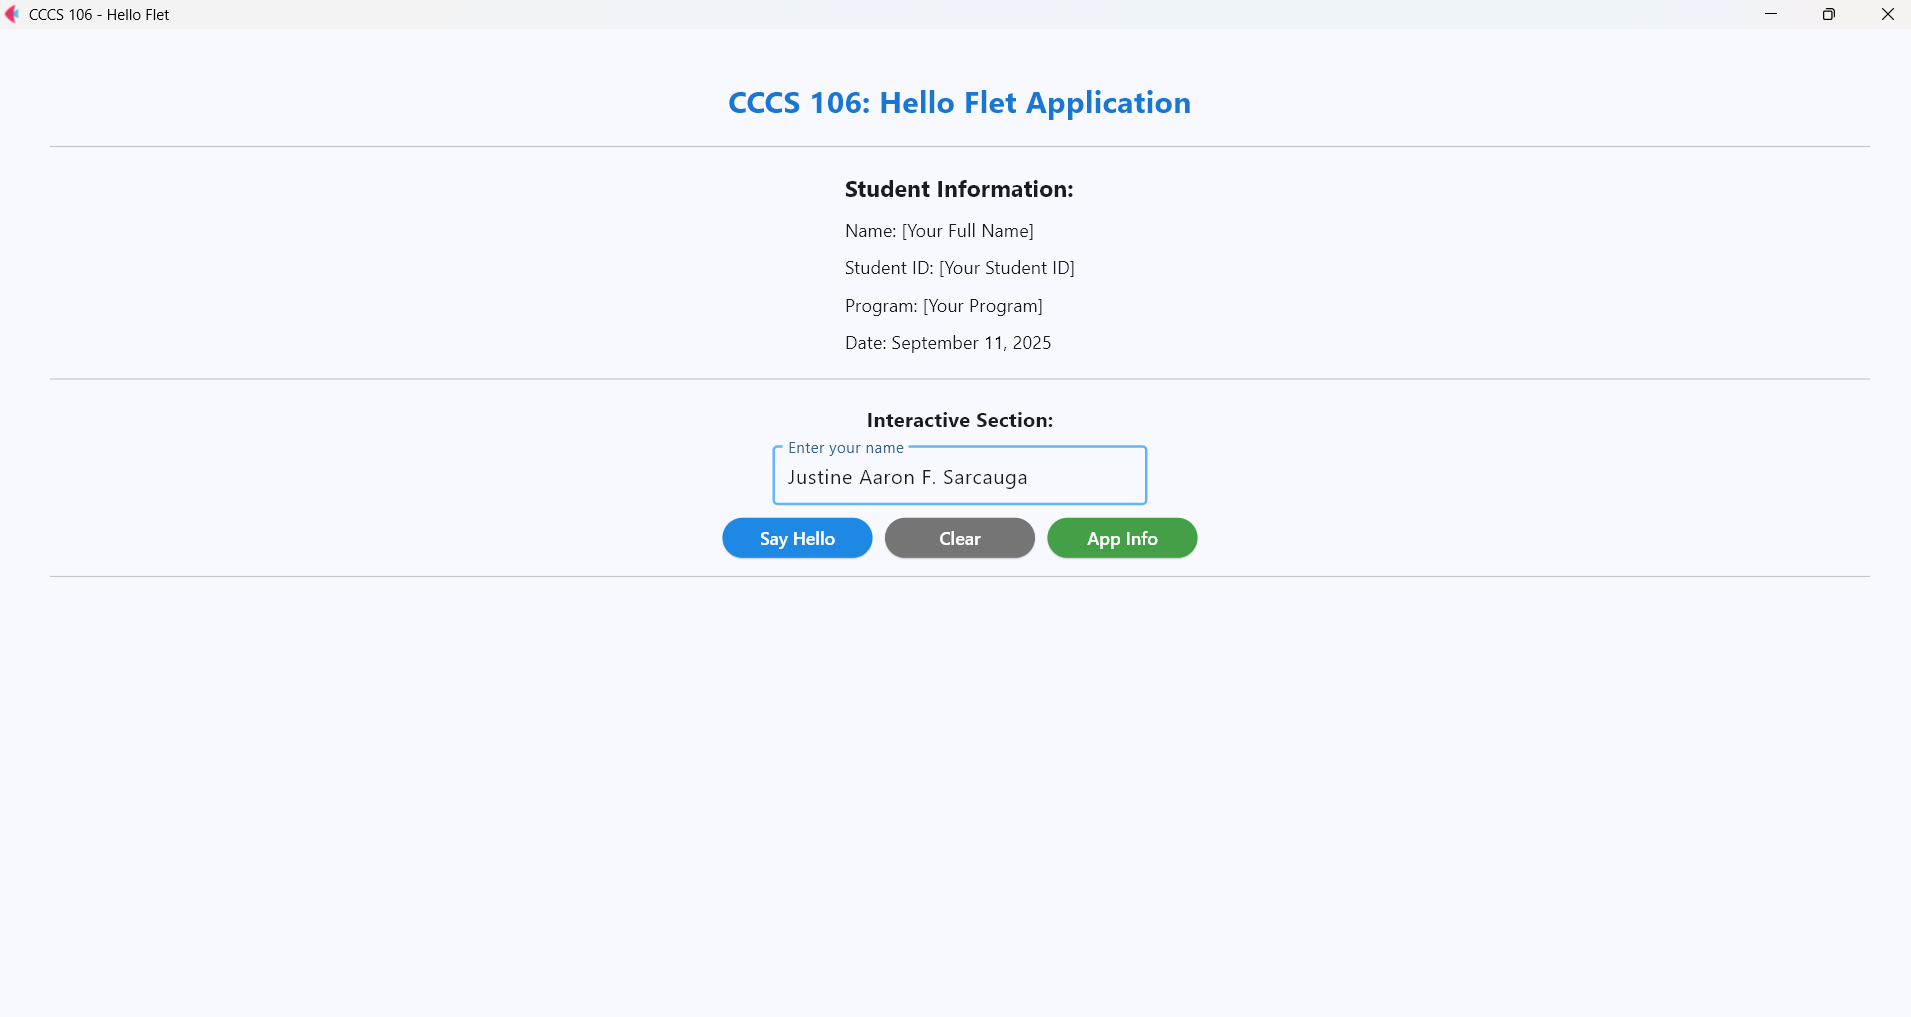 CCCS 106 - Hello Flet
CCCS 106: Hello Flet Application
Student Information:
Name: [Your Full Name]
Student ID: [Your Student ID]
Program: [Your Program]
Date: September 11, 2025
Interactive Section:
Enter your name
Justine Aaron F. Sarcauga
Say Hello Clear App Info